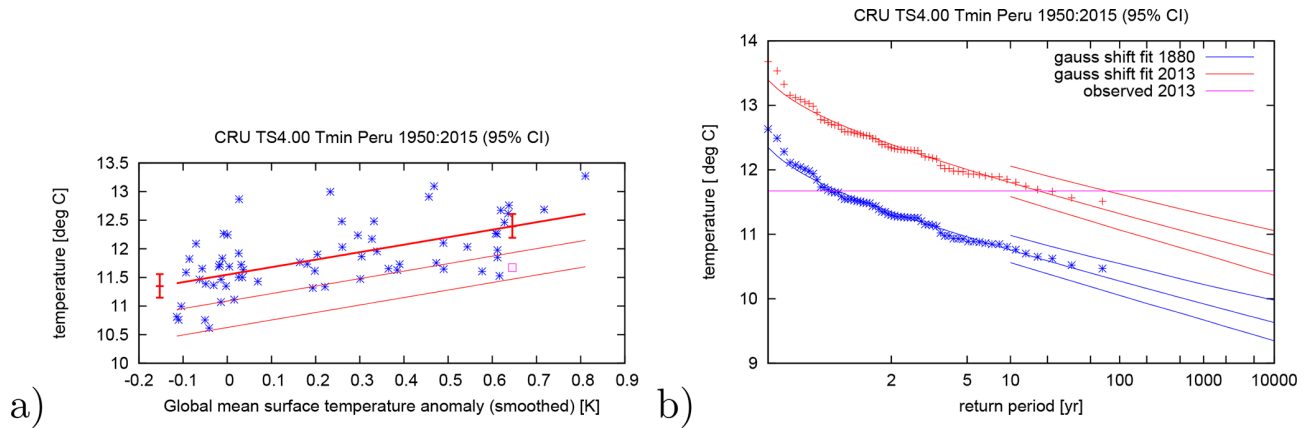 CRU TS4.00 Tmin Peru 1950:2015 (95% CI)
temperature [deg C]
13.5
13
12.5
12
11.5
11
10.5
10
-0.2 -0.1 0 0.1 0.2 0.3 0.4 0.5 0.6 0.7 0.8 0.9
Global mean surface temperature anomaly (smoothed) [K]
a)
CRU TS4.00 Tmin Peru 1950:2015 (95% CI)
temperature [ deg C]
14
13
12
11
10
9
gauss shift fit 1880
gauss shift fit 2013
observed 2013
2 5 10 100 1000 10000
return period [yr]
b)